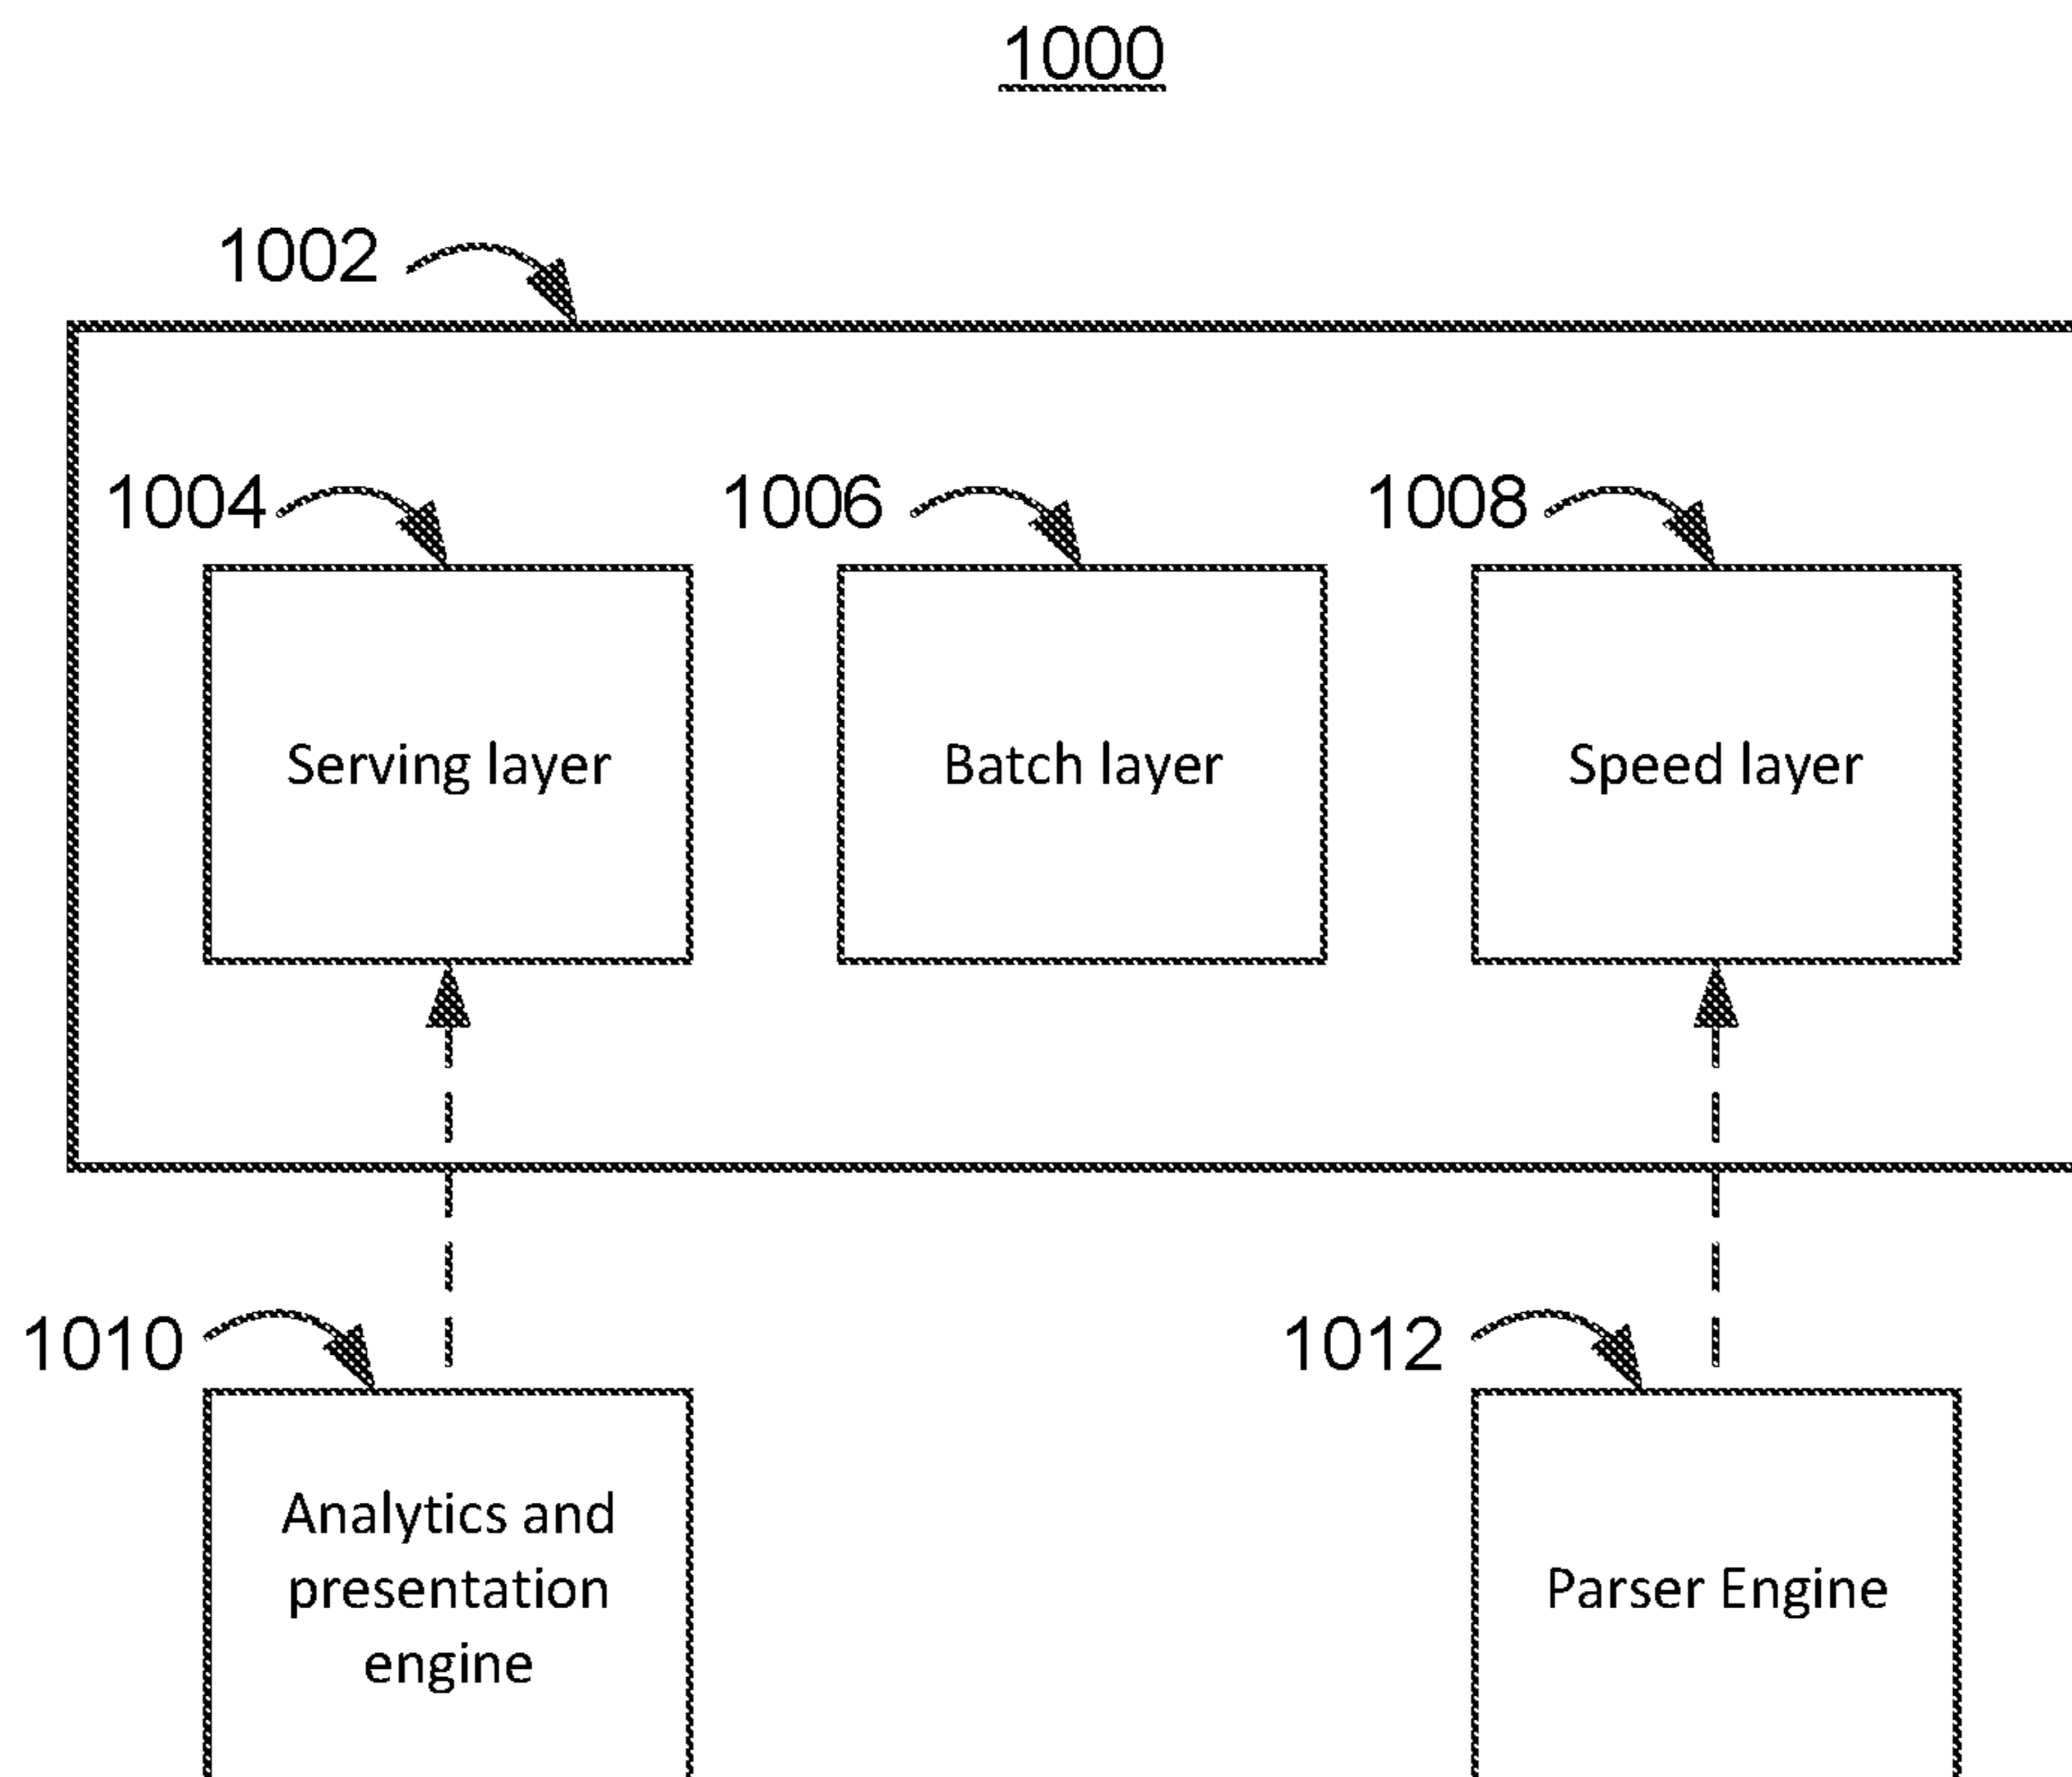 1000
1002
1004
1006
1008
Serving layer
Batch layer
Speed layer
1010
1012
Analytics and
presentation
engine
Parser Engine